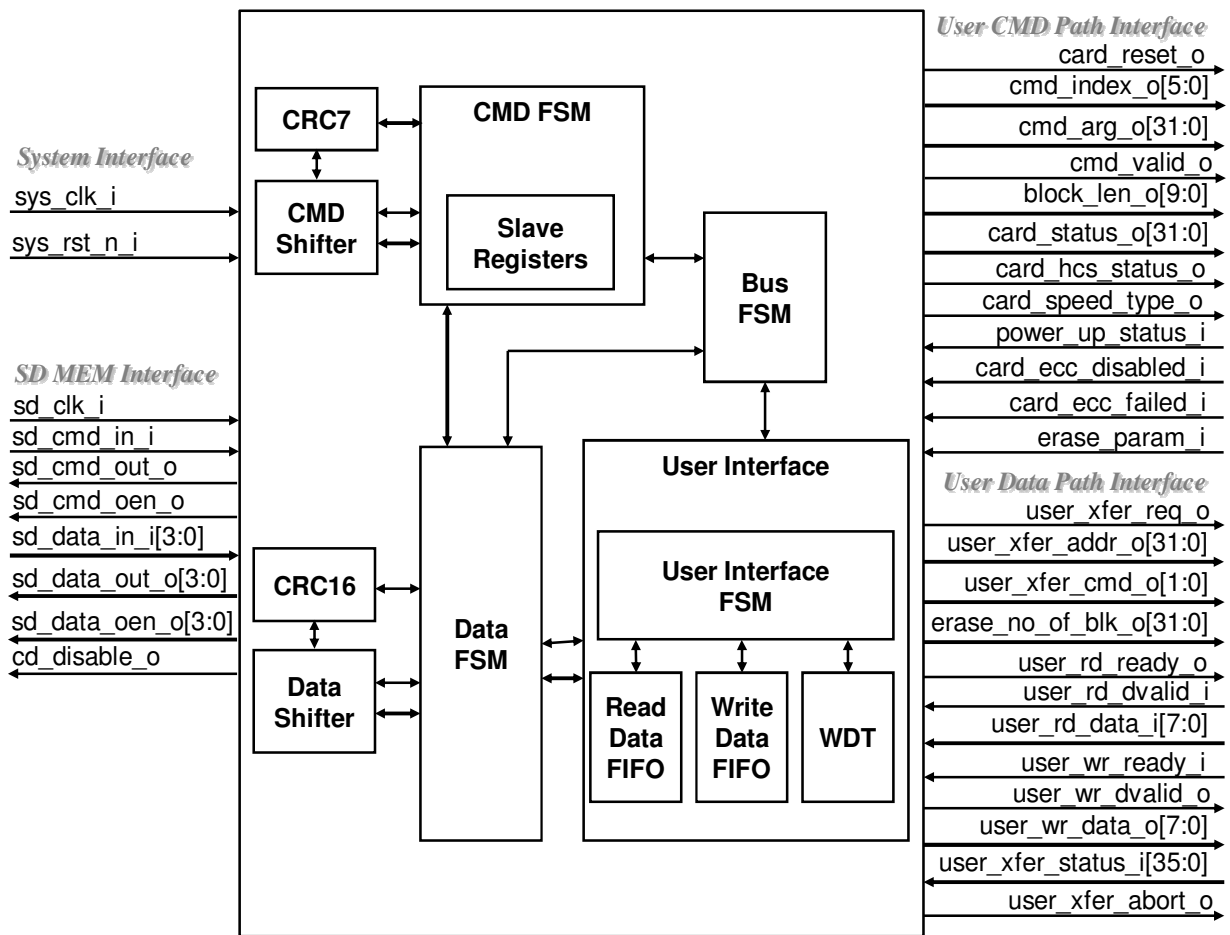 System Interface
sys_clk_i
sys_rst_n_i
SD MEM Interface
sd_clk_i
sd_cmd_in_i
sd_cmd_out_o
sd_cmd_oen_o
sd_data_in_i[3:0]
sd_data_out_o[3:0]
sd_data_oen_o[3:0]
cd_disable_o
CRC7
CMD
Shifter
CMD FSM
Slave
Registers
Bus
FSM
CRC16
Data
Shifter
Data
FSM
User Interface
User Interface
FSM
Read
Data
FIFO
Write
Data
FIFO
WDT
User CMD Path Interface
card_reset_o
cmd_index_o[5:0]
cmd_arg_o[31:0]
cmd_valid_o
block_len_o[9:0]
card_status_o[31:0]
card_hcs_status_o
card_speed_type_o
power_up_status_i
card_ecc_disabled_i
card_ecc_failed_i
erase_param_i
User Data Path Interface
user_xfer_req_o
user_xfer_addr_o[31:0]
user_xfer_cmd_o[1:0]
erase_no_of_blk_o[31:0]
user_rd_ready_o
user_rd_dvalid_i
user_rd_data_i[7:0]
user_wr_ready_i
user_wr_dvalid_o
user_wr_data_o[7:0]
user_xfer_status_i[35:0]
user_xfer_abort_o